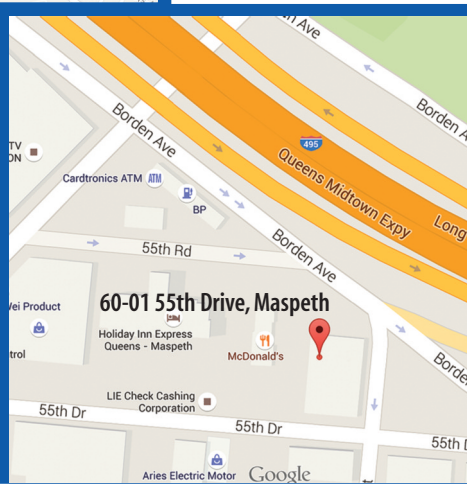 n Ave
Borden A
TV
ON
Borden Ave
495
Queens Midtown Expy
Long
Cardtronics ATM
ATM
BP
55th Rd
Borden Ave
60-01 55th Drive, Maspeth
Wei Product
trol
Holiday Inn Express
Queens - Maspeth
McDonald's
Borde
LIE Check Cashing
Corporation
55th Dr
55th Dr
55th D
Aries Electric Motor
Google